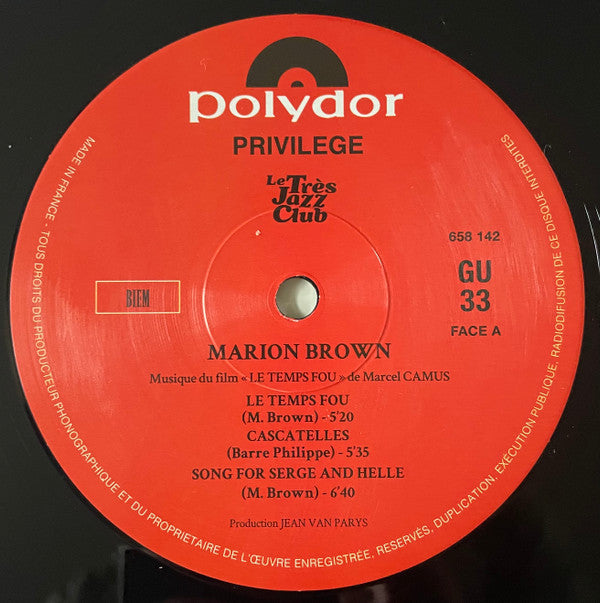 polydor
PRIVILEGE
Le Très
Jazz
Club
658 142
GU
33
FACE A
BIEM
MARION BROWN
Musique du film « LE TEMPS FOU » de Marcel CAMUS
LE TEMPS FOU
(M. Brown) - 5'20
CASCATELLES
(Barre Philippe) - 5'35
SONG FOR SERGE AND HELLE
(M. Brown) - 6'40
Production JEAN VAN PARYS
MADE IN FRANCE - TOUS DROITS DU PRODUCTEUR PHONOGRAPHIQUE ET DU PROPRIETAIRE DE L'ŒUVRE ENREGISTRÉE, RESERVÉS, DUPLICATION, EXÉCUTION PUBLIQUE, RADIODIFUSION DE CE DISQUE INTERDITES